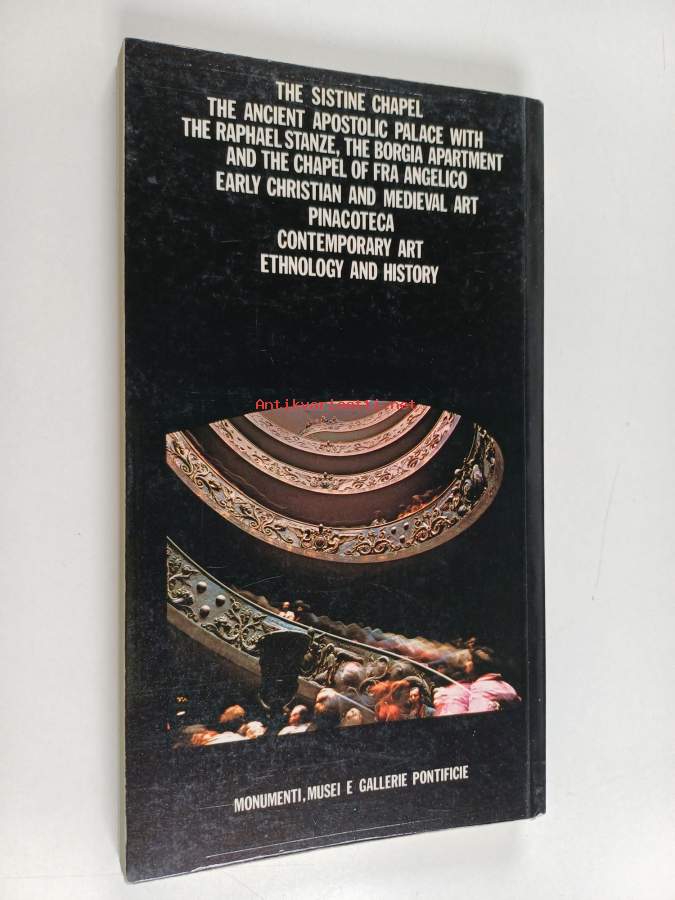 THE SISTINE CHAPEL
THE ANCIENT APOSTOLIC PALACE WITH
THE RAPHAEL STANZE, THE BORGIA APARTMENT
AND THE CHAPEL OF FRA ANGELICO
EARLY CHRISTIAN AND MEDIEVAL ART
PINACOTECA
CONTEMPORARY ART
ETHNOLOGY AND HISTORY
Antikvariaatti.net
MONUMENTI, MUSEI E GALLERIE PONTIFICIE